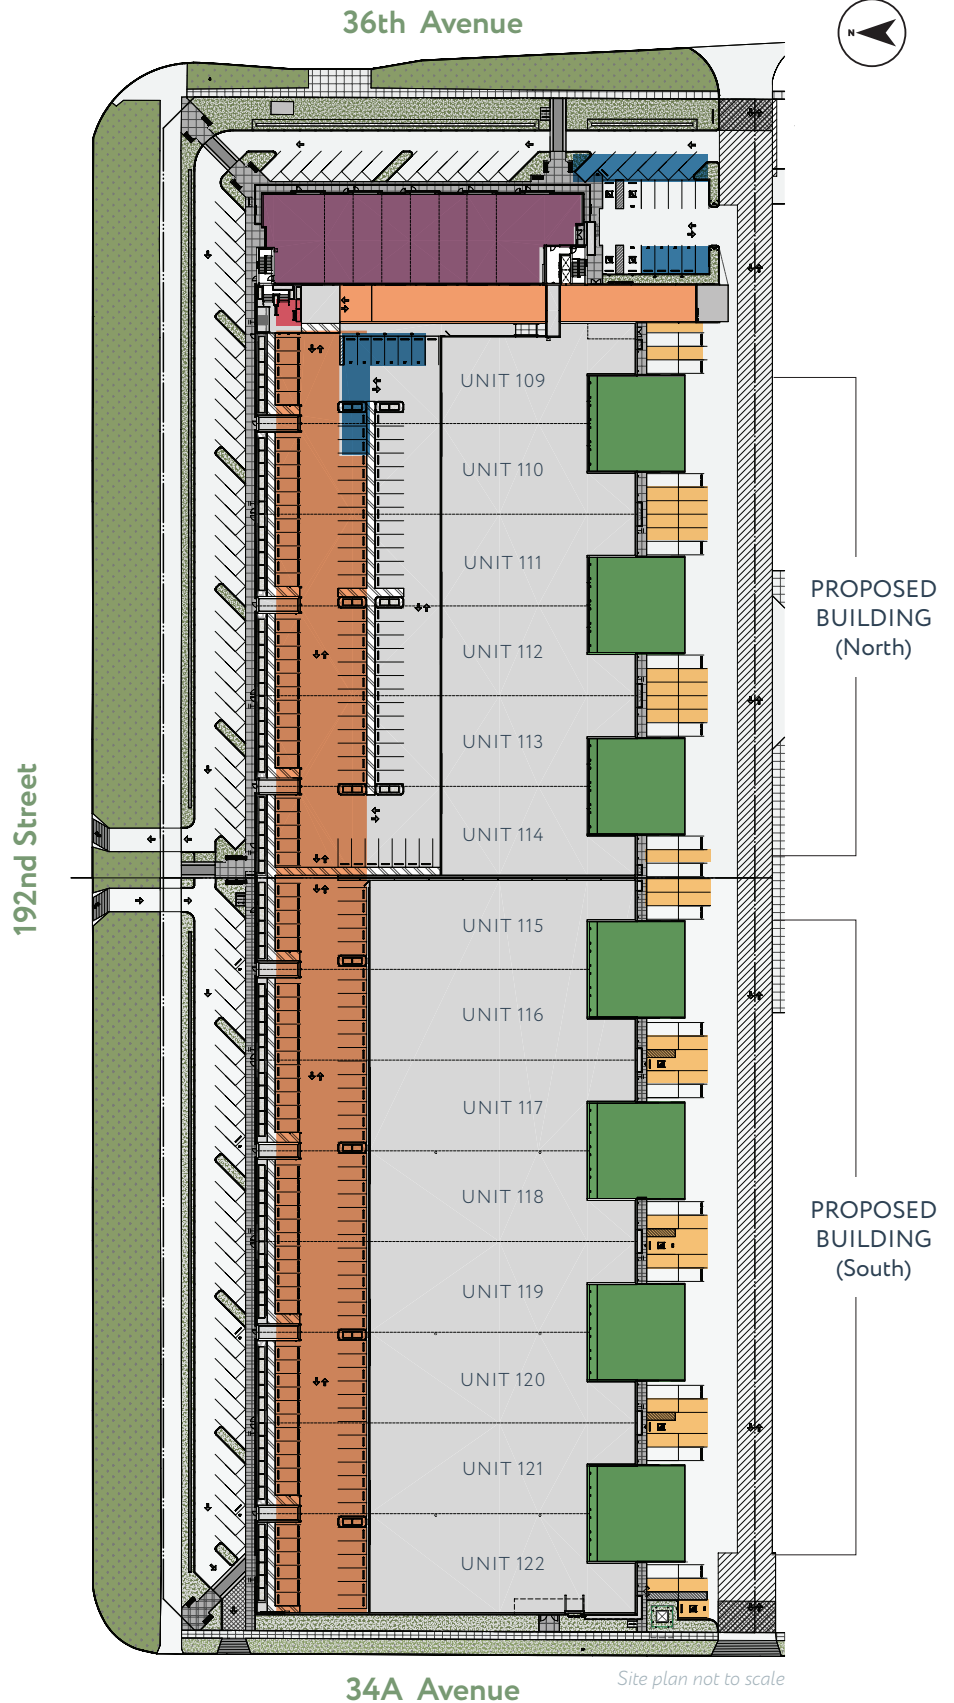 36th Avenue
N
UNIT 109
UNIT 110
UNIT 111
PROPOSED
BUILDING
(North)
UNIT 112
UNIT 113
192nd Street
UNIT 114
UNIT 115
UNIT 116
UNIT 117
UNIT 118
PROPOSED
BUILDING
(South)
UNIT 119
UNIT 120
UNIT 121
UNIT 122
Site plan not to scale
34A Avenue